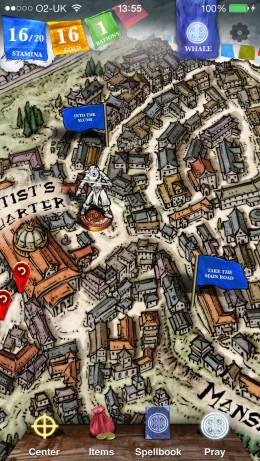 O2-UK 13:55 100%
16/20
STAMINA
16
GOLD
1
RATIONS
WHALE
INTO THE
SLUMS
TIST'S
ARTER
TAKE THE
MAIN ROAD
MANS
Center Items Spellbook Pray